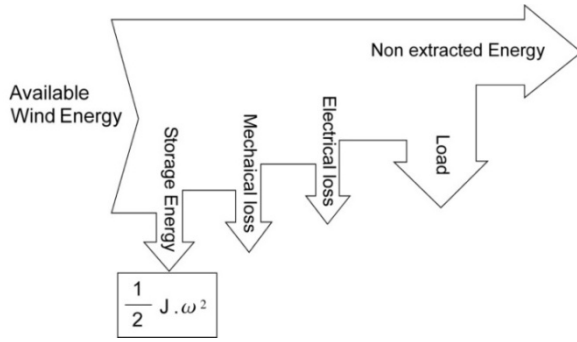 Non extracted Energy
Available
Wind Energy
Storage Energy
Mechaical loss
Electrical loss
Load
1/2 J.ω²